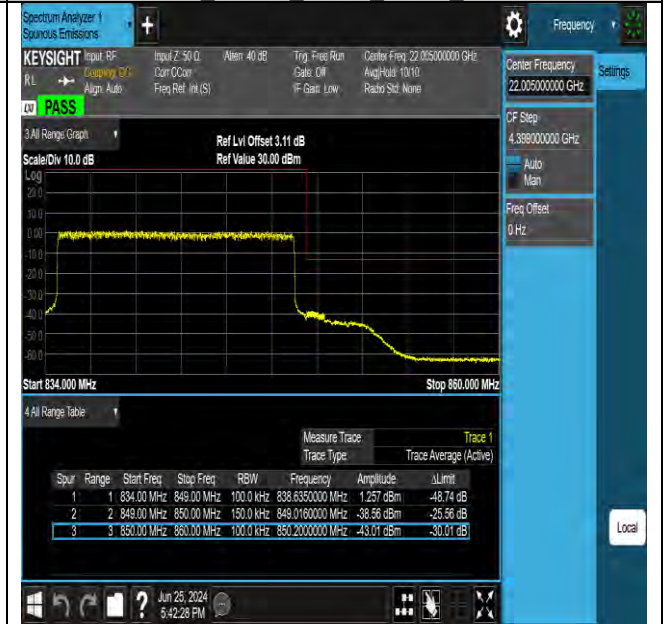 Spectrum Analyzer 1
Spurious Emissions
+
Frequency
KEYSIGHT Input: RF Input Z: 50 Ω Atten: 40 dB Trig: Free Run Center Freq: 22.005000000 GHz
RL Coupling: DC Corr CCorr Gate: Off Avg|Hold: 10/10
Align: Auto Freq Ref: Int (S) IF Gain: Low Radio Std: None
PASS
Center Frequency
22.005000000 GHz
Settings
CF Step
4.399000000 GHz
Auto
Man
Freq Offset
0 Hz
3 All Range Graph
Ref Lvl Offset 3.11 dB
Scale/Div 10.0 dB Ref Value 30.00 dBm
Log
20.0
10.0
0.00
-10.0
-20.0
-30.0
-40.0
-50.0
-60.0
Start 834.000 MHz Stop 860.000 MHz
4 All Range Table
Measure Trace Trace 1
Trace Type Trace Average (Active)
Spur Range Start Freq Stop Freq RBW Frequency Amplitude ΔLimit
1 1 834.00 MHz 849.00 MHz 100.0 kHz 838.6350000 MHz 1.257 dBm -48.74 dB
2 2 849.00 MHz 850.00 MHz 150.0 kHz 849.0160000 MHz -38.56 dBm -25.56 dB
3 3 850.00 MHz 860.00 MHz 100.0 kHz 850.2000000 MHz -43.01 dBm -30.01 dB
Local
? Jun 25, 2024
5:42:28 PM